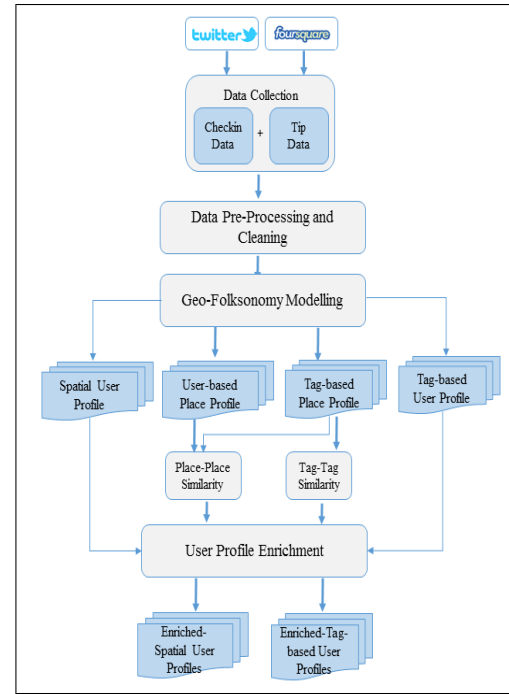 twitter
foursquare
Data Collection
Checkin
Data
+
Tip
Data
Data Pre-Processing and
Cleaning
Geo-Folksonomy Modelling
Spatial User
Profile
User-based
Place Profile
Tag-based
Place Profile
Tag-based
User Profile
Place-Place
Similarity
Tag-Tag
Similarity
User Profile Enrichment
Enriched-
Spatial User
Profiles
Enriched-Tag-
based User
Profiles